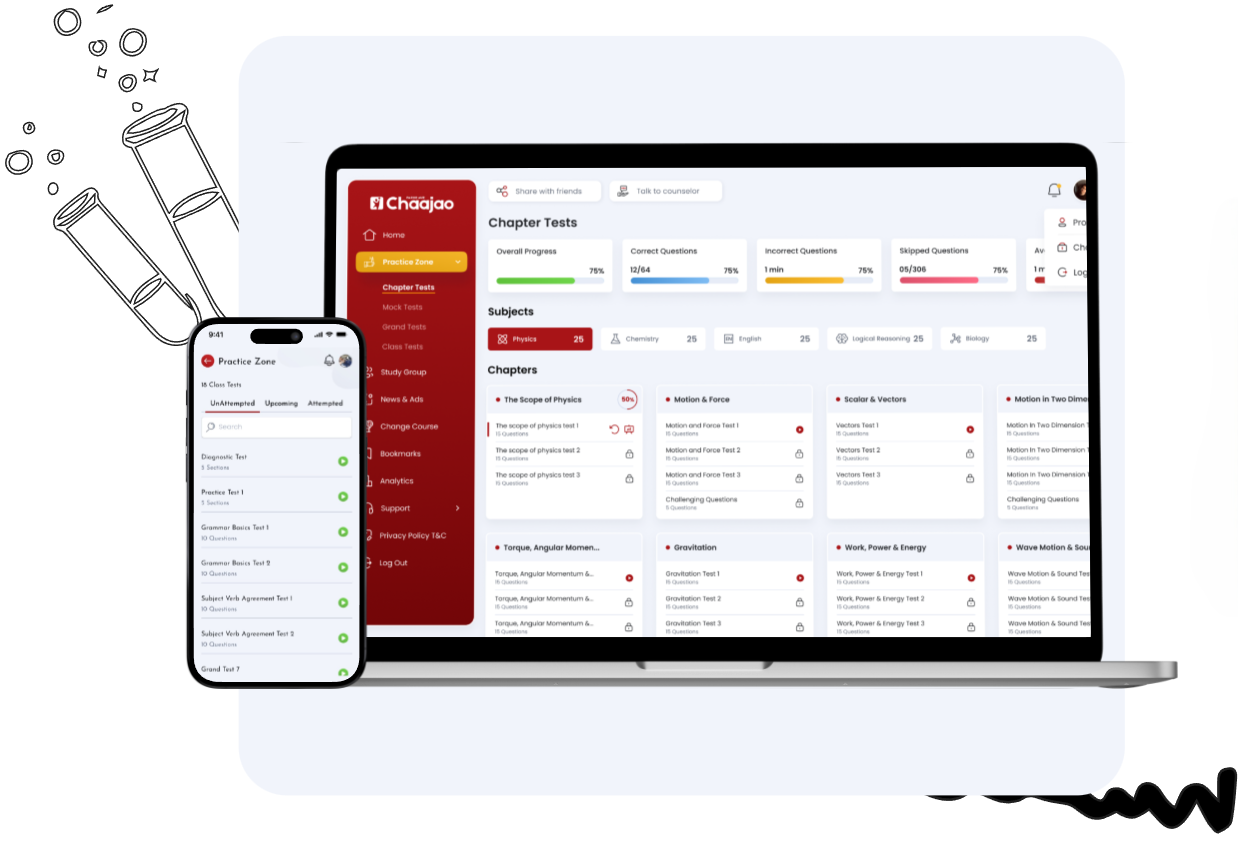 Chaajao
Home
Practice Zone
Chapter Tests
Mock Tests
Grand Tests
Class Tests
Study Group
News & Ads
Change Course
Bookmarks
Analytics
Support
Privacy Policy T&C
Log Out
Share with friends
Talk to counselor
Pro
Ch
Log
Chapter Tests
Overall Progress
75%
Correct Questions
12/64 75%
Incorrect Questions
1 min 75%
Skipped Questions
05/306 75%
Av
1 m
Subjects
Physics 25
Chemistry 25
English 25
Logical Reasoning 25
Biology 25
Chapters
The Scope of Physics 50%
The scope of physics test 1
15 Questions
The scope of physics test 2
15 Questions
The scope of physics test 3
15 Questions
Motion & Force
Motion and Force Test 1
15 Questions
Motion and Force Test 2
15 Questions
Motion and Force Test 3
15 Questions
Challenging Questions
5 Questions
Scalar & Vectors
Vectors Test 1
15 Questions
Vectors Test 2
15 Questions
Vectors Test 3
15 Questions
Motion in Two Dime
Motion In Two Dimension
15 Questions
Motion In Two Dimension
15 Questions
Motion In Two Dimension
15 Questions
Challenging Questions
5 Questions
Torque, Angular Momen...
Torque, Angular Momentum &..
15 Questions
Torque, Angular Momentum &..
15 Questions
Torque, Angular Momentum &..
15 Questions
Gravitation
Gravitation Test 1
15 Questions
Gravitation Test 2
15 Questions
Gravitation Test 3
15 Questions
Work, Power & Energy
Work, Power & Energy Test 1
15 Questions
Work, Power & Energy Test 2
15 Questions
Work, Power & Energy Test 3
15 Questions
Wave Motion & Sou
Wave Motion & Sound Tes
15 Questions
Wave Motion & Sound Tes
15 Questions
Wave Motion & Sound Tes
15 Questions
9:41
Practice Zone
18 Class Tests
UnAttempted Upcoming Attempted
Search
Diagnostic Test
5 Sections
Practice Test 1
5 Sections
Grammar Basics Test 1
10 Questions
Grammar Basics Test 2
10 Questions
Subject Verb Agreement Test 1
10 Questions
Subject Verb Agreement Test 2
10 Questions
Grand Test 7